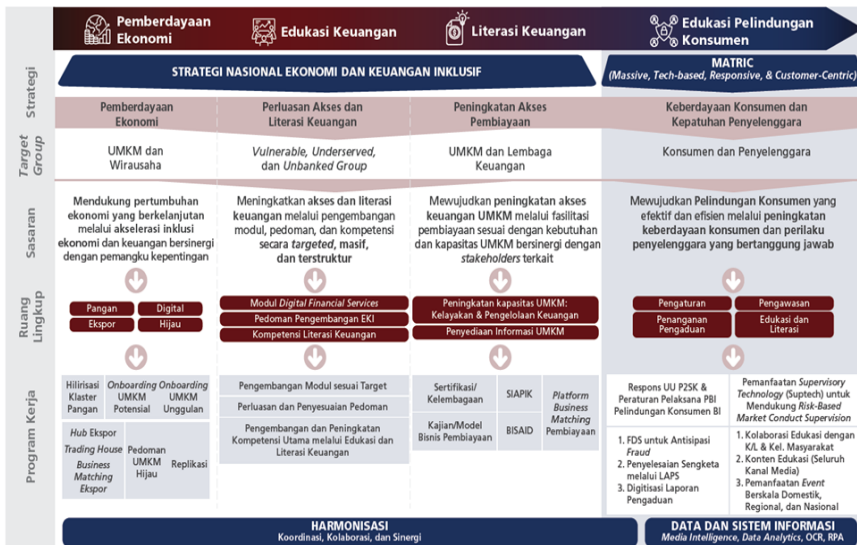 Pemberdayaan
Ekonomi
Edukasi Keuangan
Literasi Keuangan
Edukasi Pelindungan
Konsumen
STRATEGI NASIONAL EKONOMI DAN KEUANGAN INKLUSIF
MATRIC
(Massive, Tech-based, Responsive, & Customer-Centric)
Strategi
Pemberdayaan
Ekonomi
Perluasan Akses dan
Literasi Keuangan
Peningkatan Akses
Pembiayaan
Keberdayaan Konsumen dan
Kepatuhan Penyelenggara
Target
Group
UMKM dan
Wirausaha
Vulnerable, Underserved,
dan Unbanked Group
UMKM dan Lembaga
Keuangan
Konsumen dan Penyelenggara
Sasaran
Mendukung pertumbuhan
ekonomi yang berkelanjutan
melalui akselerasi inklusi
ekonomi dan keuangan bersinergi
dengan pemangku kepentingan
Meningkatkan akses dan literasi
keuangan melalui pengembangan
modul, pedoman, dan kompetensi
secara targeted, masif,
dan terstruktur
Mewujudkan peningkatan akses
keuangan UMKM melalui fasilitasi
pembiayaan sesuai dengan kebutuhan
dan kapasitas UMKM bersinergi dengan
stakeholders terkait
Mewujudkan Pelindungan Konsumen yang
efektif dan efisien melalui peningkatan
keberdayaan konsumen dan perilaku
penyelenggara yang bertanggung jawab
Ruang
Lingkup
Pangan
Digital
Ekspor
Hijau
Modul Digital Financial Services
Pedoman Pengembangan EKI
Kompetensi Literasi Keuangan
Peningkatan kapasitas UMKM:
Kelayakan & Pengelolaan Keuangan
Penyediaan Informasi UMKM
Pengaturan
Pengawasan
Penanganan
Pengaduan
Edukasi dan
Literasi
Program Kerja
Hilirisasi
Klaster
Pangan
Onboarding
UMKM
Potensial
Onboarding
UMKM
Unggulan
Hub Ekspor
Trading House
Business
Matching
Ekspor
Pedoman
UMKM
Hijau
Replikasi
Pengembangan Modul sesuai Target
Perluasan dan Penyesuaian Pedoman
Pengembangan dan Peningkatan
Kompetensi Utama melalui Edukasi dan
Literasi Keuangan
Sertifikasi/
Kelembagaan
SIAPIK
Kajian/Model
Bisnis Pembiayaan
BISAID
Platform
Business
Matching
Pembiayaan
Respons UU P2SK &
Peraturan Pelaksana PBI
Pelindungan Konsumen BI
Pemanfaatan Supervisory
Technology (Suptech) untuk
Mendukung Risk-Based
Market Conduct Supervision
1. FDS untuk Antisipasi
Fraud
2. Penyelesaian Sengketa
melalui LAPS
3. Digitisasi Laporan
Pengaduan
1. Kolaborasi Edukasi dengan
K/L & Kel. Masyarakat
2. Konten Edukasi (Seluruh
Kanal Media)
3. Pemanfaatan Event
Berskala Domestik,
Regional, dan Nasional
HARMONISASI
Koordinasi, Kolaborasi, dan Sinergi
DATA DAN SISTEM INFORMASI
Media Intelligence, Data Analytics, OCR, RPA